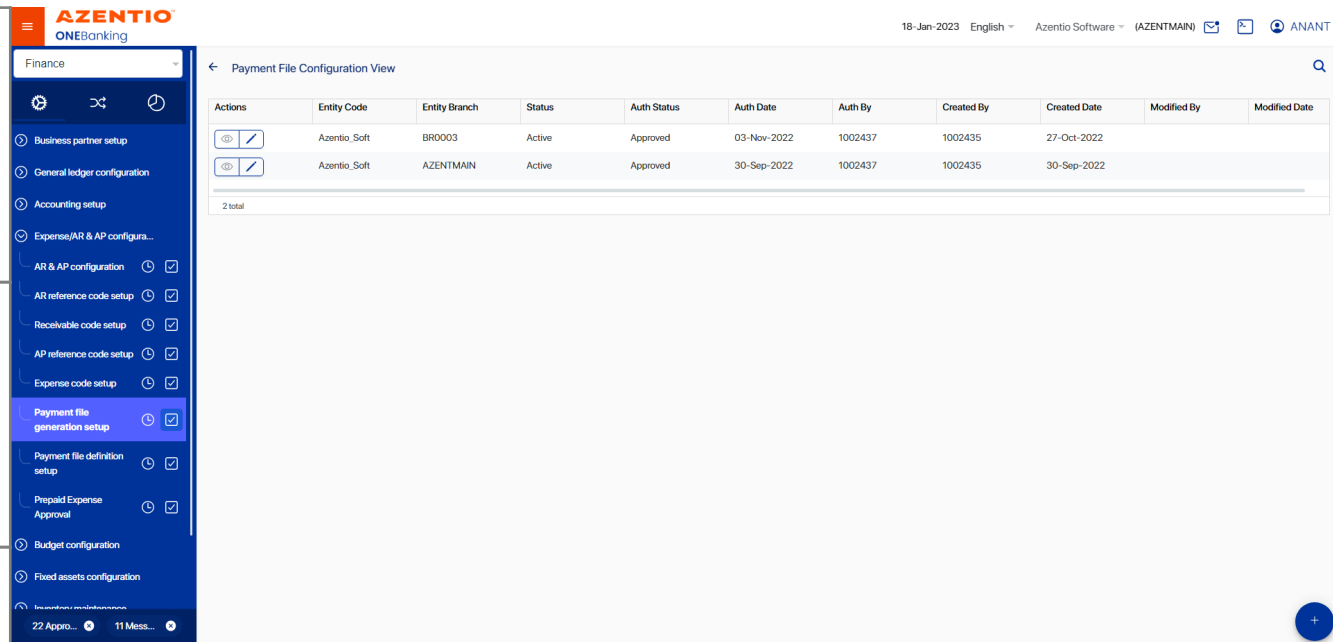 AZENTIO
ONEBanking
18-Jan-2023 English Azentio Software (AZENTMAIN) ANANT
Finance
Payment File Configuration View
Actions Entity Code Entity Branch Status Auth Status Auth Date Auth By Created By Created Date Modified By Modified Date
Azentio_Soft BR0003 Active Approved 03-Nov-2022 1002437 1002435 27-Oct-2022
Azentio_Soft AZENTMAIN Active Approved 30-Sep-2022 1002437 1002435 30-Sep-2022
2 total
Business partner setup
General ledger configuration
Accounting setup
Expense/AR & AP configura...
AR & AP configuration
AR reference code setup
Receivable code setup
AP reference code setup
Expense code setup
Payment file
generation setup
Payment file definition
setup
Prepaid Expense
Approval
Budget configuration
Fixed assets configuration
Inventory maintenance
22 Appro... 11 Mess...